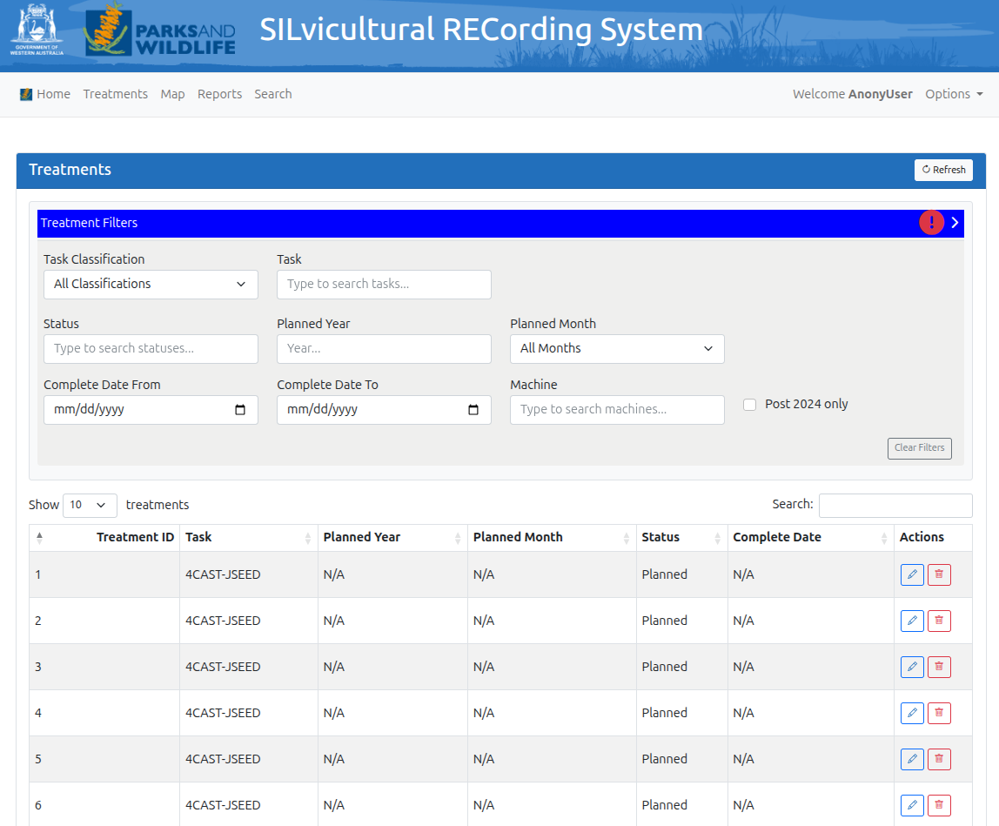 GOVERNMENT OF
WESTERN AUSTRALIA
PARKS AND
WILDLIFE
SILvicultural RECording System
Home Treatments Map Reports Search Welcome AnonyUser Options
Treatments Refresh
Treatment Filters !
Task Classification Task
All Classifications Type to search tasks...
Status Planned Year Planned Month
Type to search statuses... Year... All Months
Complete Date From Complete Date To Machine
mm/dd/yyyy mm/dd/yyyy Type to search machines... Post 2024 only
Clear Filters
Show 10 treatments Search:
Treatment ID Task Planned Year Planned Month Status Complete Date Actions
1 4CAST-JSEED N/A N/A Planned N/A
2 4CAST-JSEED N/A N/A Planned N/A
3 4CAST-JSEED N/A N/A Planned N/A
4 4CAST-JSEED N/A N/A Planned N/A
5 4CAST-JSEED N/A N/A Planned N/A
6 4CAST-JSEED N/A N/A Planned N/A